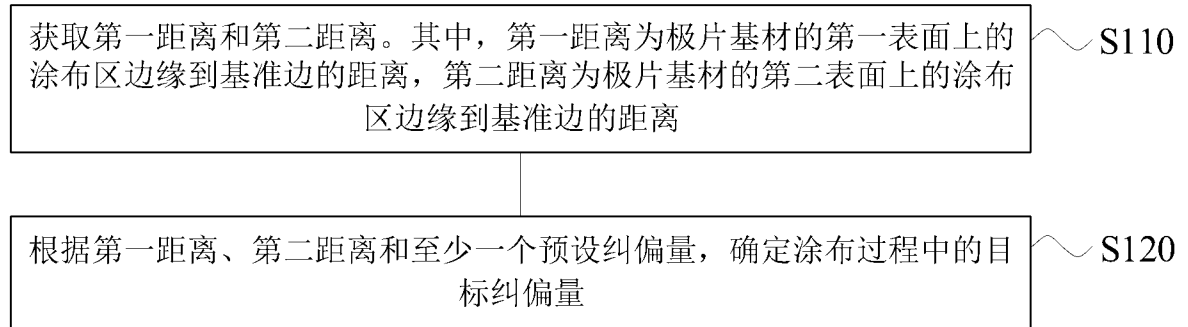 获取第一距离和第二距离。其中，第一距离为极片基材的第一表面上的
涂布区边缘到基准边的距离，第二距离为极片基材的第二表面上的涂布
区边缘到基准边的距离
S110
根据第一距离、第二距离和至少一个预设纠偏量，确定涂布过程中的目
标纠偏量
S120